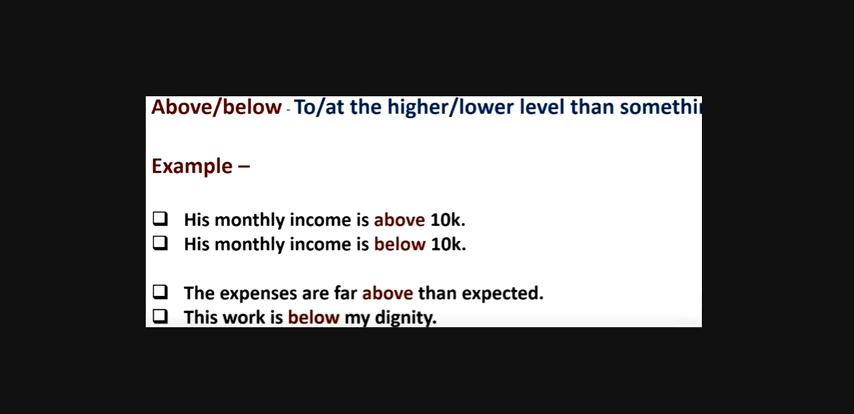 Above/below - To/at the higher/lower level than
Example –
❑ His monthly income is above 10k.
❑ His monthly income is below 10k.
❑ The expenses are far above than expected.
❑ This work is below my dignity.